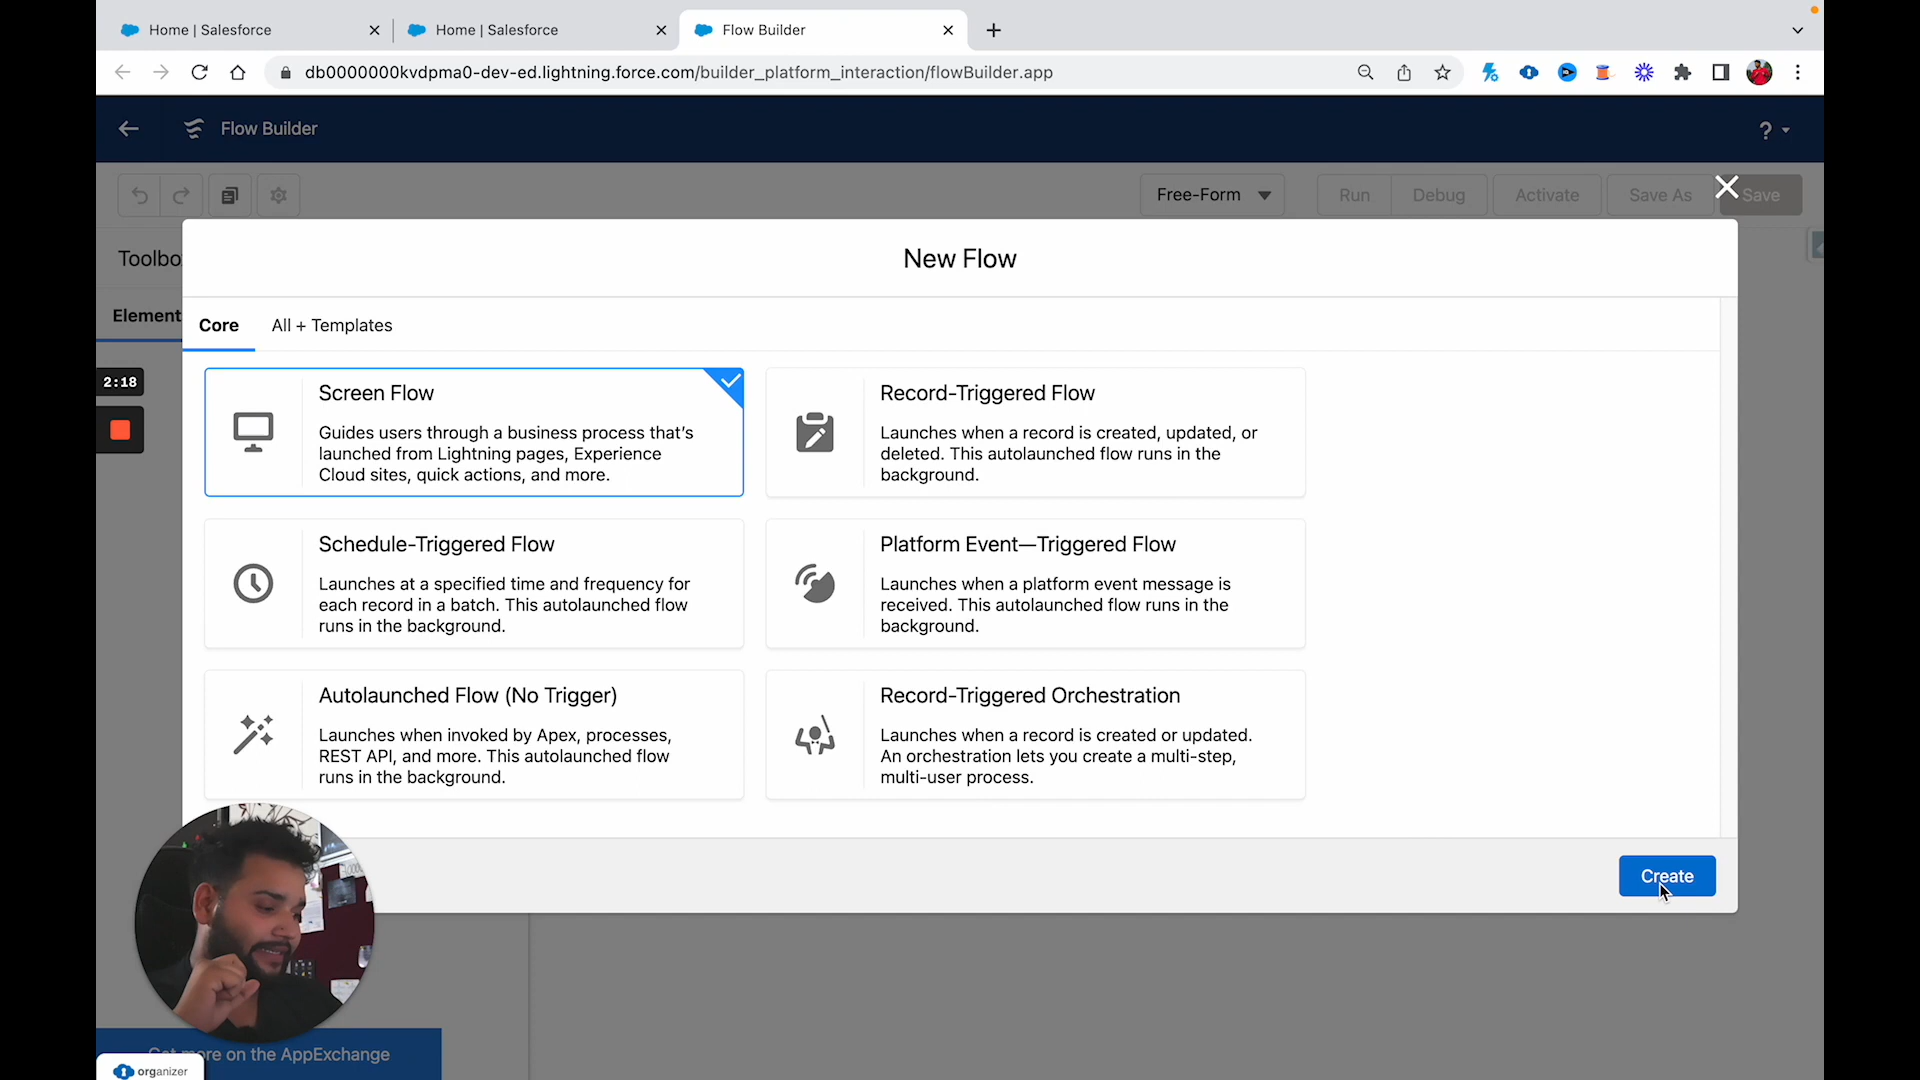 Home | Salesforce
Home | Salesforce
Flow Builder
db0000000kvdpma0-dev-ed.lightning.force.com/builder_platform_interaction/flowBuilder.app
Flow Builder
?
Free-Form
Run
Debug
Activate
Save As
Save
Toolbo
New Flow
Element
Core
All + Templates
2:18
Screen Flow
Guides users through a business process that's
launched from Lightning pages, Experience
Cloud sites, quick actions, and more.
Record-Triggered Flow
Launches when a record is created, updated, or
deleted. This autolaunched flow runs in the
background.
Schedule-Triggered Flow
Launches at a specified time and frequency for
each record in a batch. This autolaunched flow
runs in the background.
Platform Event—Triggered Flow
Launches when a platform event message is
received. This autolaunched flow runs in the
background.
Autolaunched Flow (No Trigger)
Launches when invoked by Apex, processes,
REST API, and more. This autolaunched flow
runs in the background.
Record-Triggered Orchestration
Launches when a record is created or updated.
An orchestration lets you create a multi-step,
multi-user process.
Create
Get more on the AppExchange
organizer